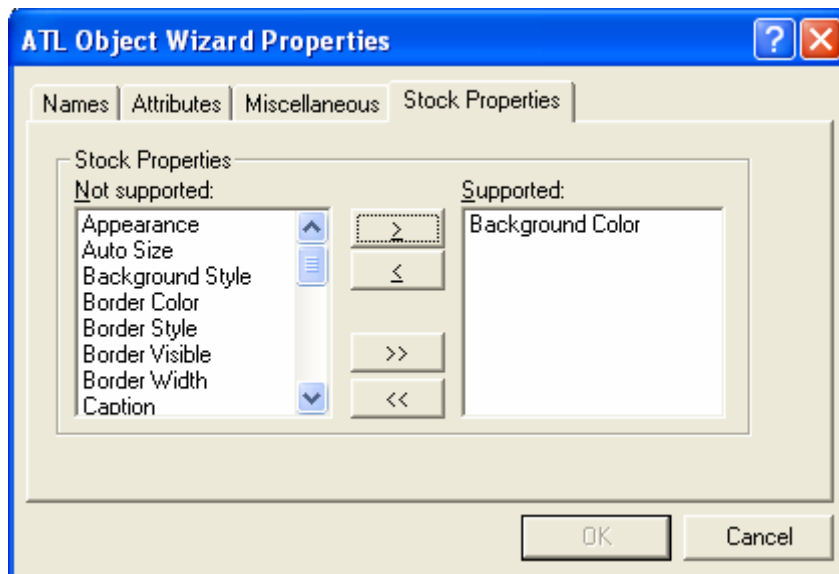 ATL Object Wizard Properties
Names Attributes Miscellaneous Stock Properties
Stock Properties
Not supported:
Appearance
Auto Size
Background Style
Border Color
Border Style
Border Visible
Border Width
Caption
>
<
>>
<<
Supported:
Background Color
OK Cancel